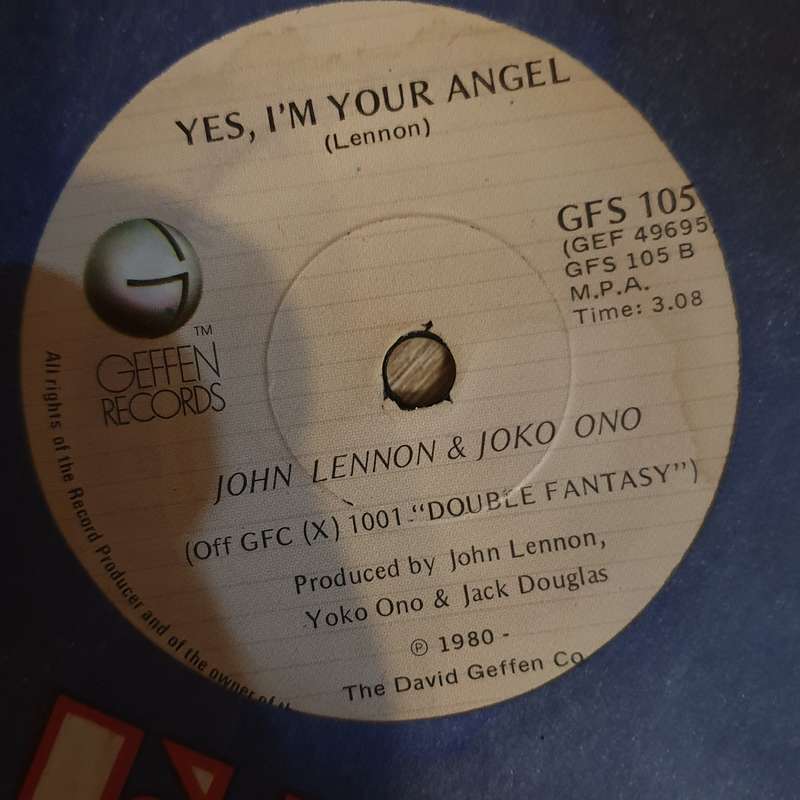 YES, I'M YOUR ANGEL
(Lennon)
GFS 105
(GEF 49695
GFS 105 B
M.P.A.
Time: 3.08
G
TM
GEFFEN
RECORDS
JOHN LENNON & JOKO ONO
(Off GFC (X) 1001 - "DOUBLE FANTASY")
Produced by John Lennon,
Yoko Ono & Jack Douglas
℗ 1980 -
The David Geffen Co
All rights of the Record Producer and of the owner of